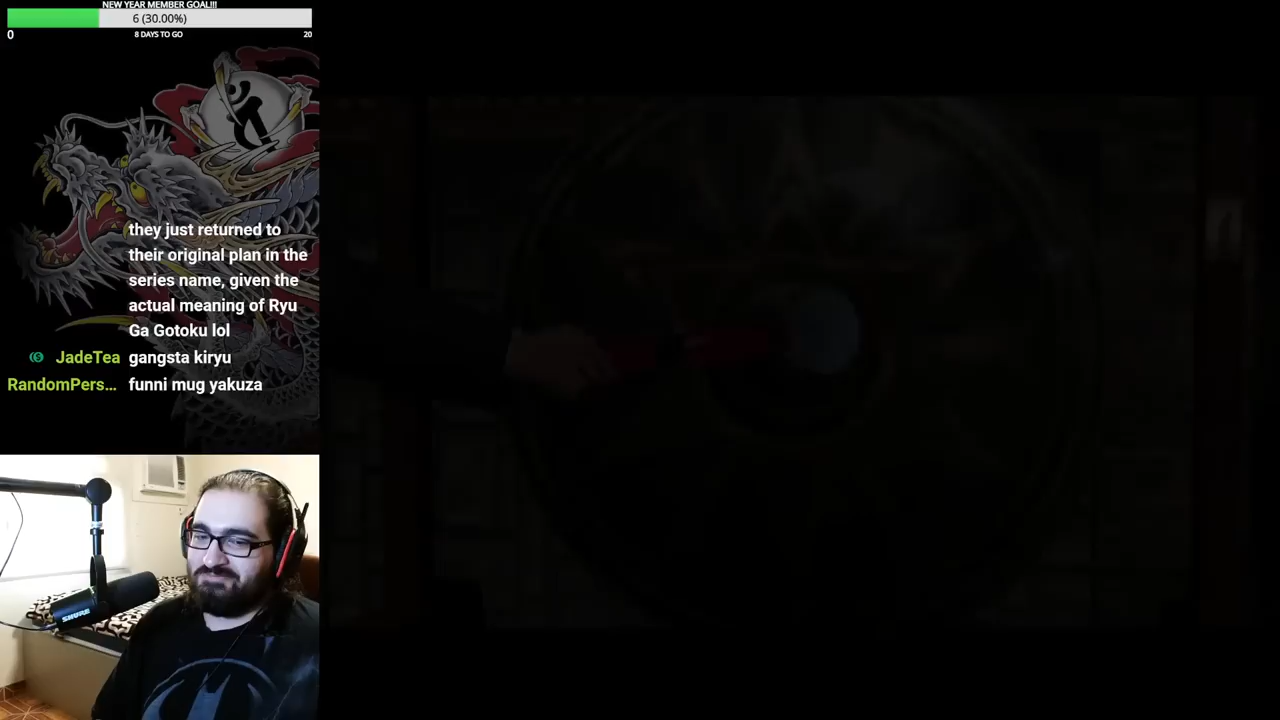 NEW YEAR MEMBER GOAL!!!
6 (30.00%)
0
8 DAYS TO GO
20
they just returned to
their original plan in the
series name, given the
actual meaning of Ryu
Ga Gotoku lol
JadeTea gangsta kiryu
RandomPers... funni mug yakuza
SHURE